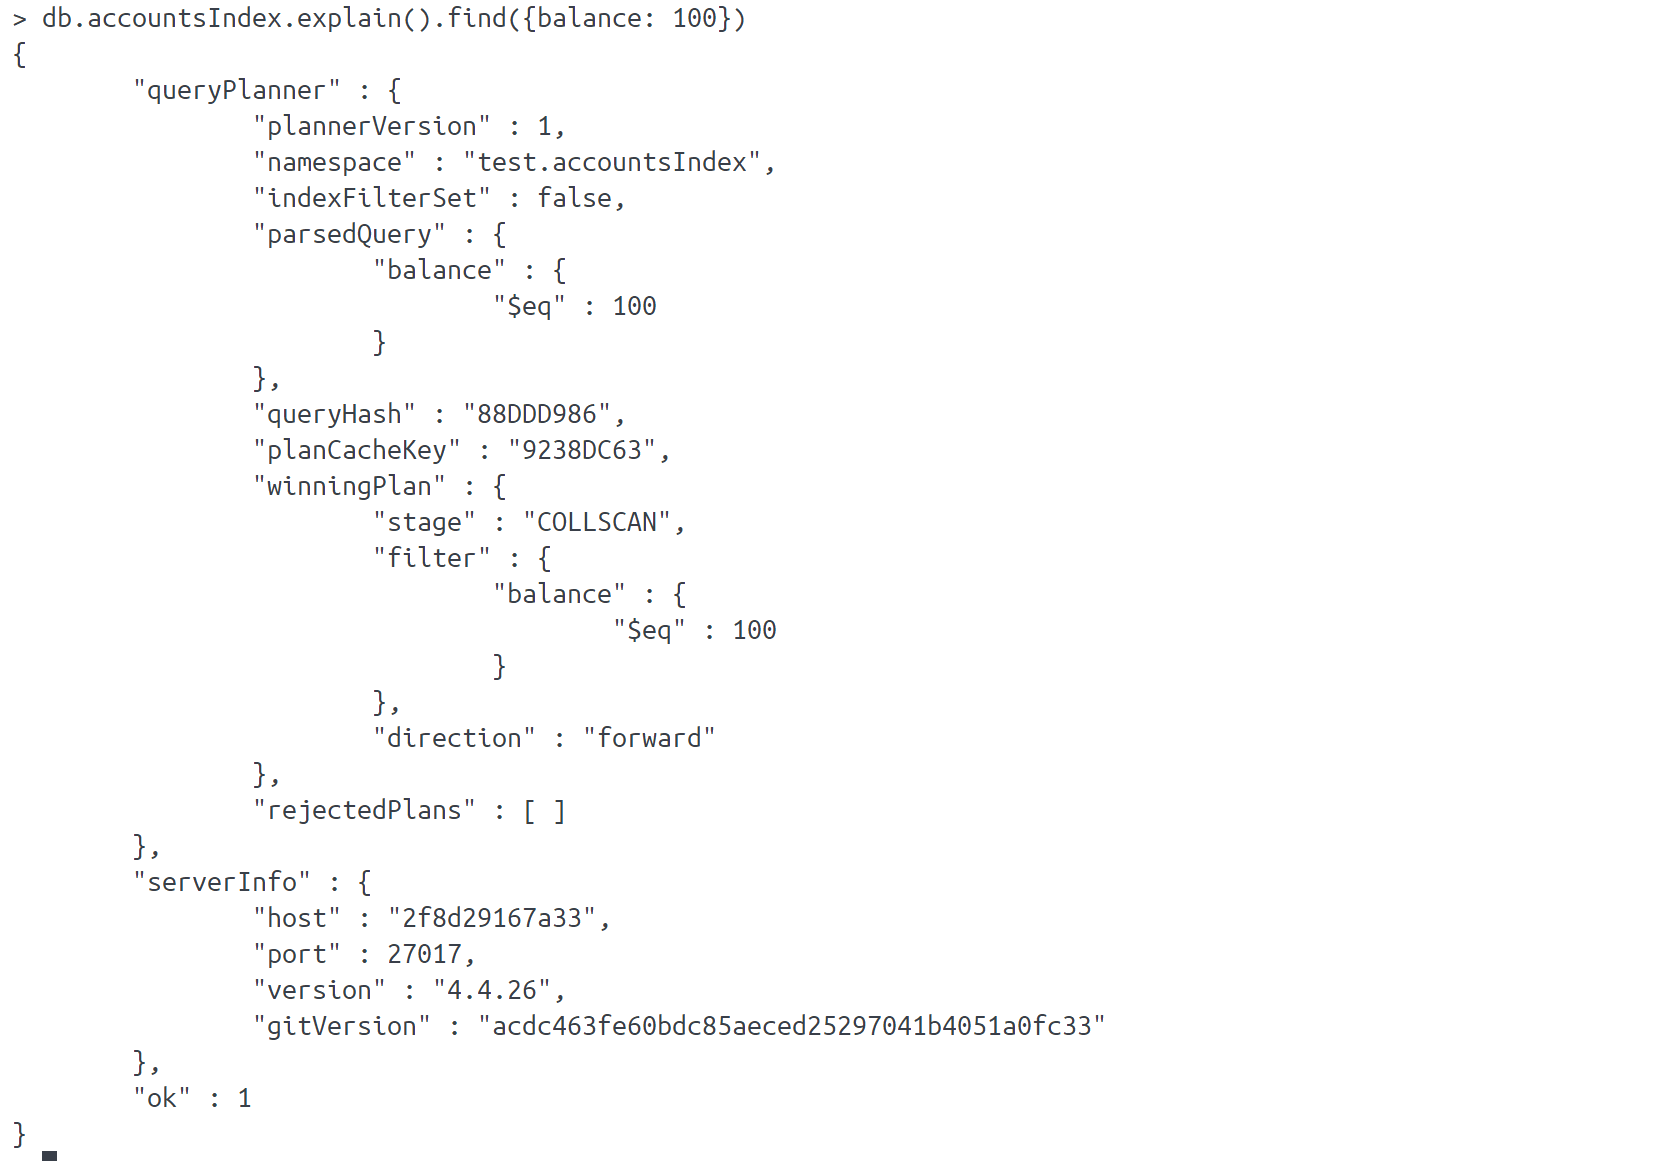 > db.accountsIndex.explain().find({balance: 100})
{
        "queryPlanner" : {
                "plannerVersion" : 1,
                "namespace" : "test.accountsIndex",
                "indexFilterSet" : false,
                "parsedQuery" : {
                        "balance" : {
                                "$eq" : 100
                        }
                },
                "queryHash" : "88DDD986",
                "planCacheKey" : "9238DC63",
                "winningPlan" : {
                        "stage" : "COLLSCAN",
                        "filter" : {
                                "balance" : {
                                        "$eq" : 100
                                }
                        },
                        "direction" : "forward"
                },
                "rejectedPlans" : [ ]
        },
        "serverInfo" : {
                "host" : "2f8d29167a33",
                "port" : 27017,
                "version" : "4.4.26",
                "gitVersion" : "acdc463fe60bdc85aeced25297041b4051a0fc33"
        },
        "ok" : 1
}